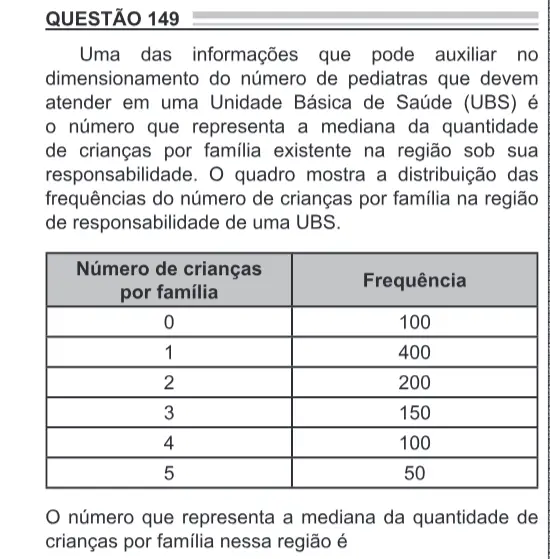 QUESTÃO 149
Uma das informações que pode auxiliar no
dimensionamento do número de pediatras que devem
atender em uma Unidade Básica de Saúde (UBS) é
o número que representa a mediana da quantidade
de crianças por família existente na região sob sua
responsabilidade. O quadro mostra a distribuição das
frequências do número de crianças por família na região
de responsabilidade de uma UBS.
Número de crianças
por família
Frequência
0 100
1 400
2 200
3 150
4 100
5 50
O número que representa a mediana da quantidade de
crianças por família nessa região é